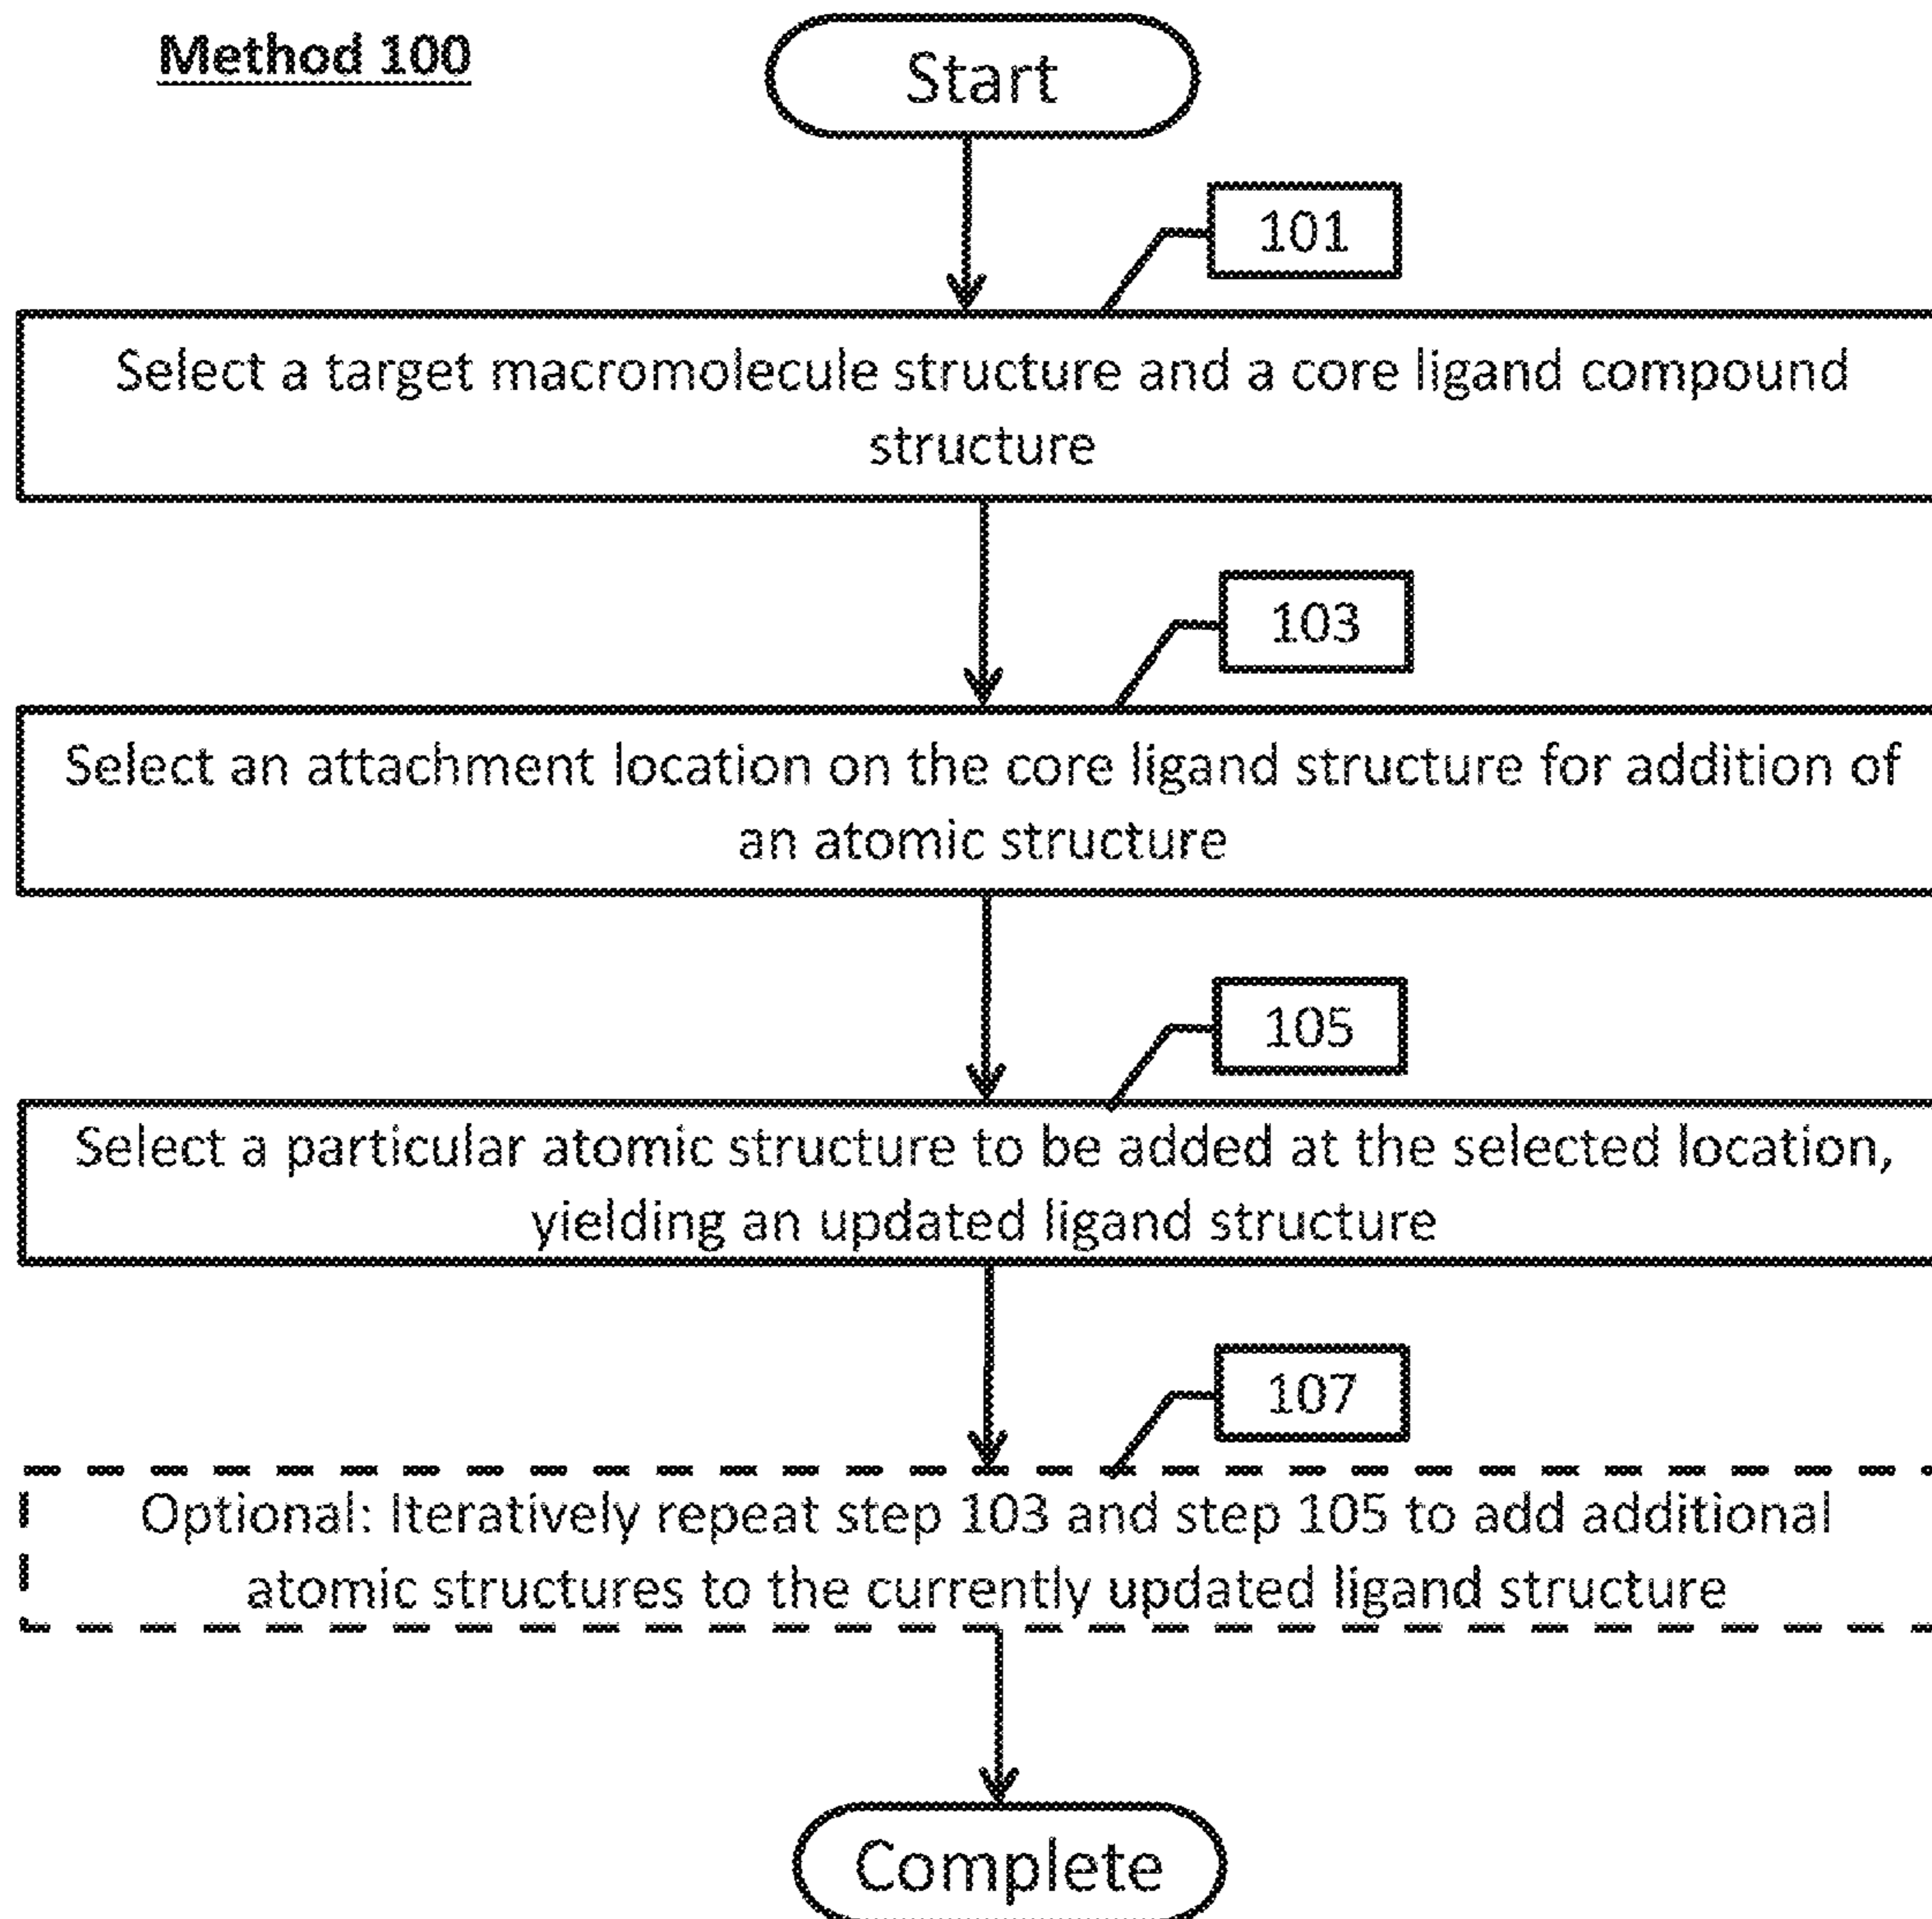 Method 100
Start
101
Select a target macromolecule structure and a core ligand compound
structure
103
Select an attachment location on the core ligand structure for addition of
an atomic structure
105
Select a particular atomic structure to be added at the selected location,
yielding an updated ligand structure
107
Optional: Iteratively repeat step 103 and step 105 to add additional
atomic structures to the currently updated ligand structure
Complete